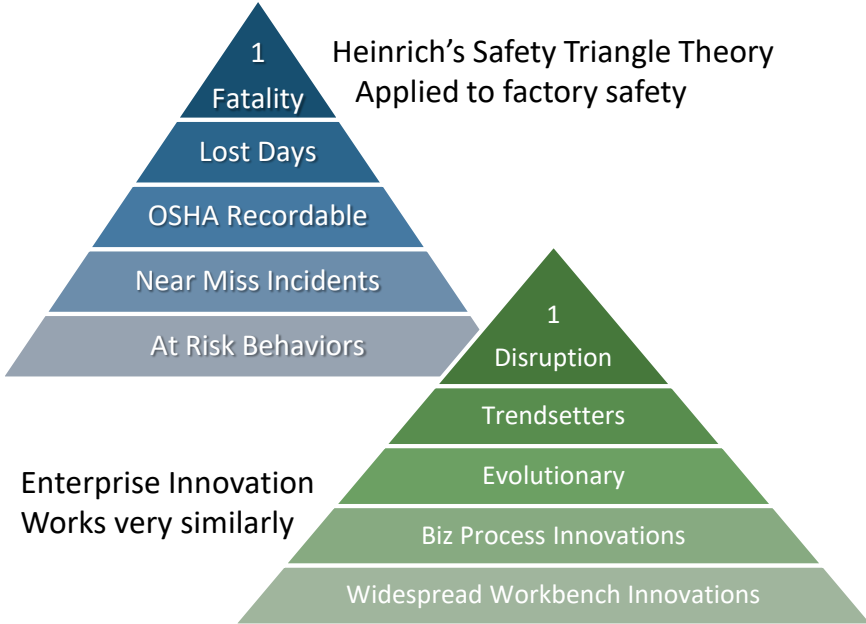 1
Fatality
Heinrich's Safety Triangle Theory
Applied to factory safety
Lost Days
OSHA Recordable
Near Miss Incidents
At Risk Behaviors
1
Disruption
Trendsetters
Evolutionary
Enterprise Innovation
Works very similarly
Biz Process Innovations
Widespread Workbench Innovations